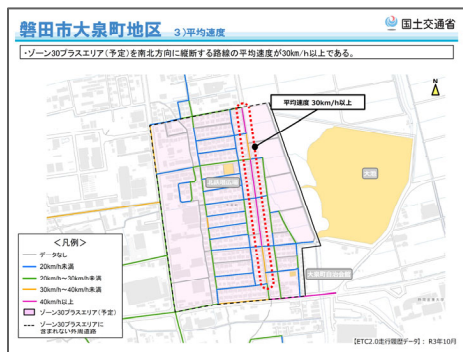 磐田市大泉町地区 3）平均速度
国土交通省
・ゾーン30プラスエリア（予定）を南北方向に縦断する路線の平均速度が30km/h以上である。
N
平均速度 30km/h以上
大池
大泉町自治会館
＜凡例＞
データなし
20km/h未満
20km/h～30km/h未満
30km/h～40km/h未満
40km/h以上
ゾーン30プラスエリア（予定）
ゾーン30プラスエリアに
含まれない外周道路
【ETC2.0走行履歴データ】：R3年10月